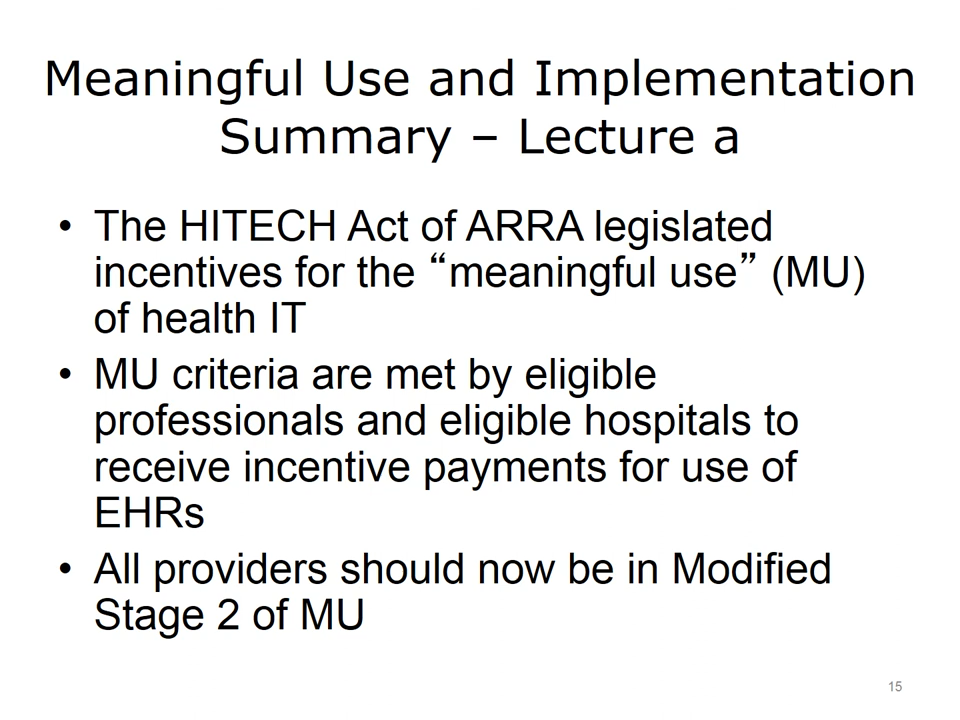 Meaningful Use and Implementation
Summary – Lecture a
• The HITECH Act of ARRA legislated
incentives for the “meaningful use” (MU)
of health IT
• MU criteria are met by eligible
professionals and eligible hospitals to
receive incentive payments for use of
EHRs
• All providers should now be in Modified
Stage 2 of MU
15